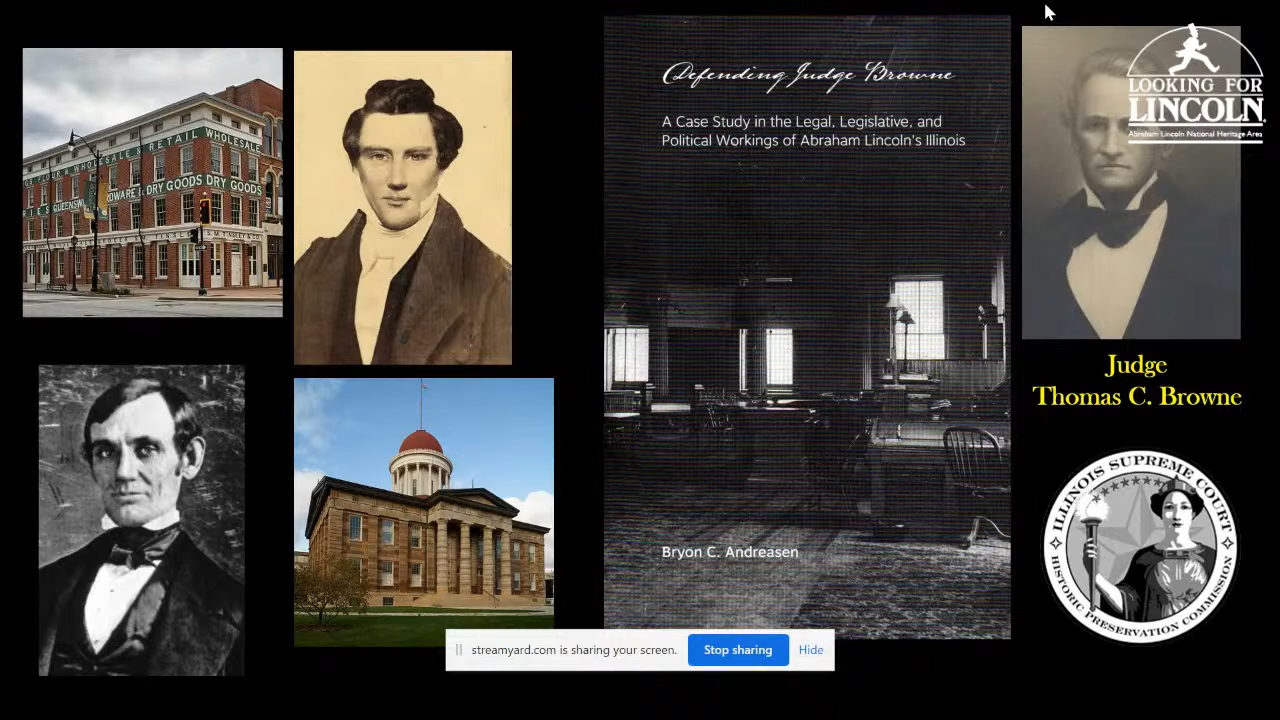 RETAIL WHOLESALE
DRY GOODS DRY GOODS
Defending Judge Browne
A Case Study in the Legal, Legislative, and
Political Workings of Abraham Lincoln's Illinois
Bryon C. Andreasen
LOOKING FOR
LINCOLN
Abraham Lincoln National Heritage Area
Judge
Thomas C. Browne
ILLINOIS SUPREME COURT
HISTORIC PRESERVATION COMMISSION
streamyard.com is sharing your screen.
Stop sharing
Hide